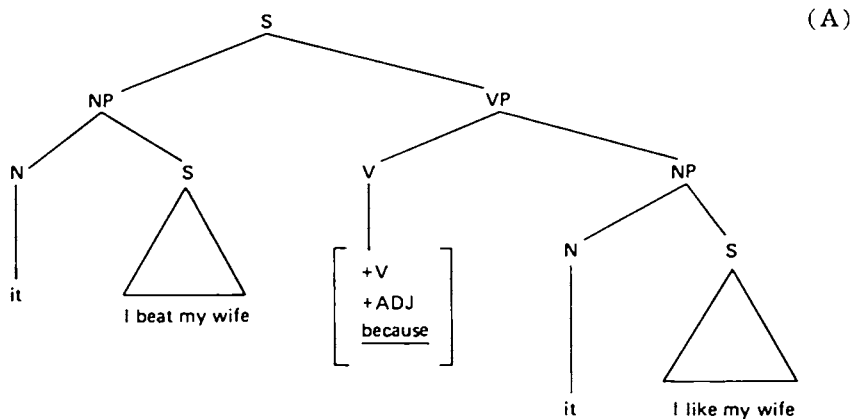 S (A)
NP VP
N S V NP
+V N S
+ADJ
it because
I beat my wife
it I like my wife